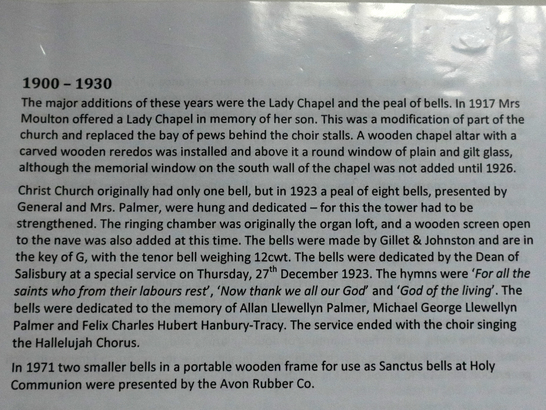 1900 – 1930
The major additions of these years were the Lady Chapel and the peal of bells. In 1917 Mrs
Moulton offered a Lady Chapel in memory of her son. This was a modification of part of the
church and replaced the bay of pews behind the choir stalls. A wooden chapel altar with a
carved wooden reredos was installed and above it a round window of plain and gilt glass,
although the memorial window on the south wall of the chapel was not added until 1926.
Christ Church originally had only one bell, but in 1923 a peal of eight bells, presented by
General and Mrs. Palmer, were hung and dedicated – for this the tower had to be
strengthened. The ringing chamber was originally the organ loft, and a wooden screen open
to the nave was also added at this time. The bells were made by Gillet & Johnston and are in
the key of G, with the tenor bell weighing 12cwt. The bells were dedicated by the Dean of
Salisbury at a special service on Thursday, 27th December 1923. The hymns were 'For all the
saints who from their labours rest', 'Now thank we all our God' and 'God of the living'. The
bells were dedicated to the memory of Allan Llewellyn Palmer, Michael George Llewellyn
Palmer and Felix Charles Hubert Hanbury-Tracy. The service ended with the choir singing
the Hallelujah Chorus.
In 1971 two smaller bells in a portable wooden frame for use as Sanctus bells at Holy
Communion were presented by the Avon Rubber Co.